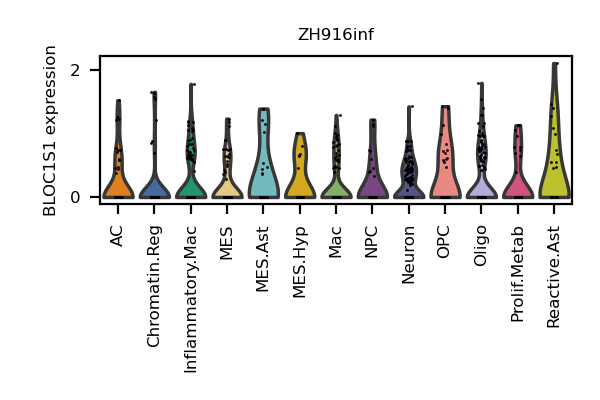 ZH916inf
BLOC1S1 expression
2
0
AC
Chromatin.Reg
Inflammatory.Mac
MES
MES.Ast
MES.Hyp
Mac
NPC
Neuron
OPC
Oligo
Prolif.Metab
Reactive.Ast